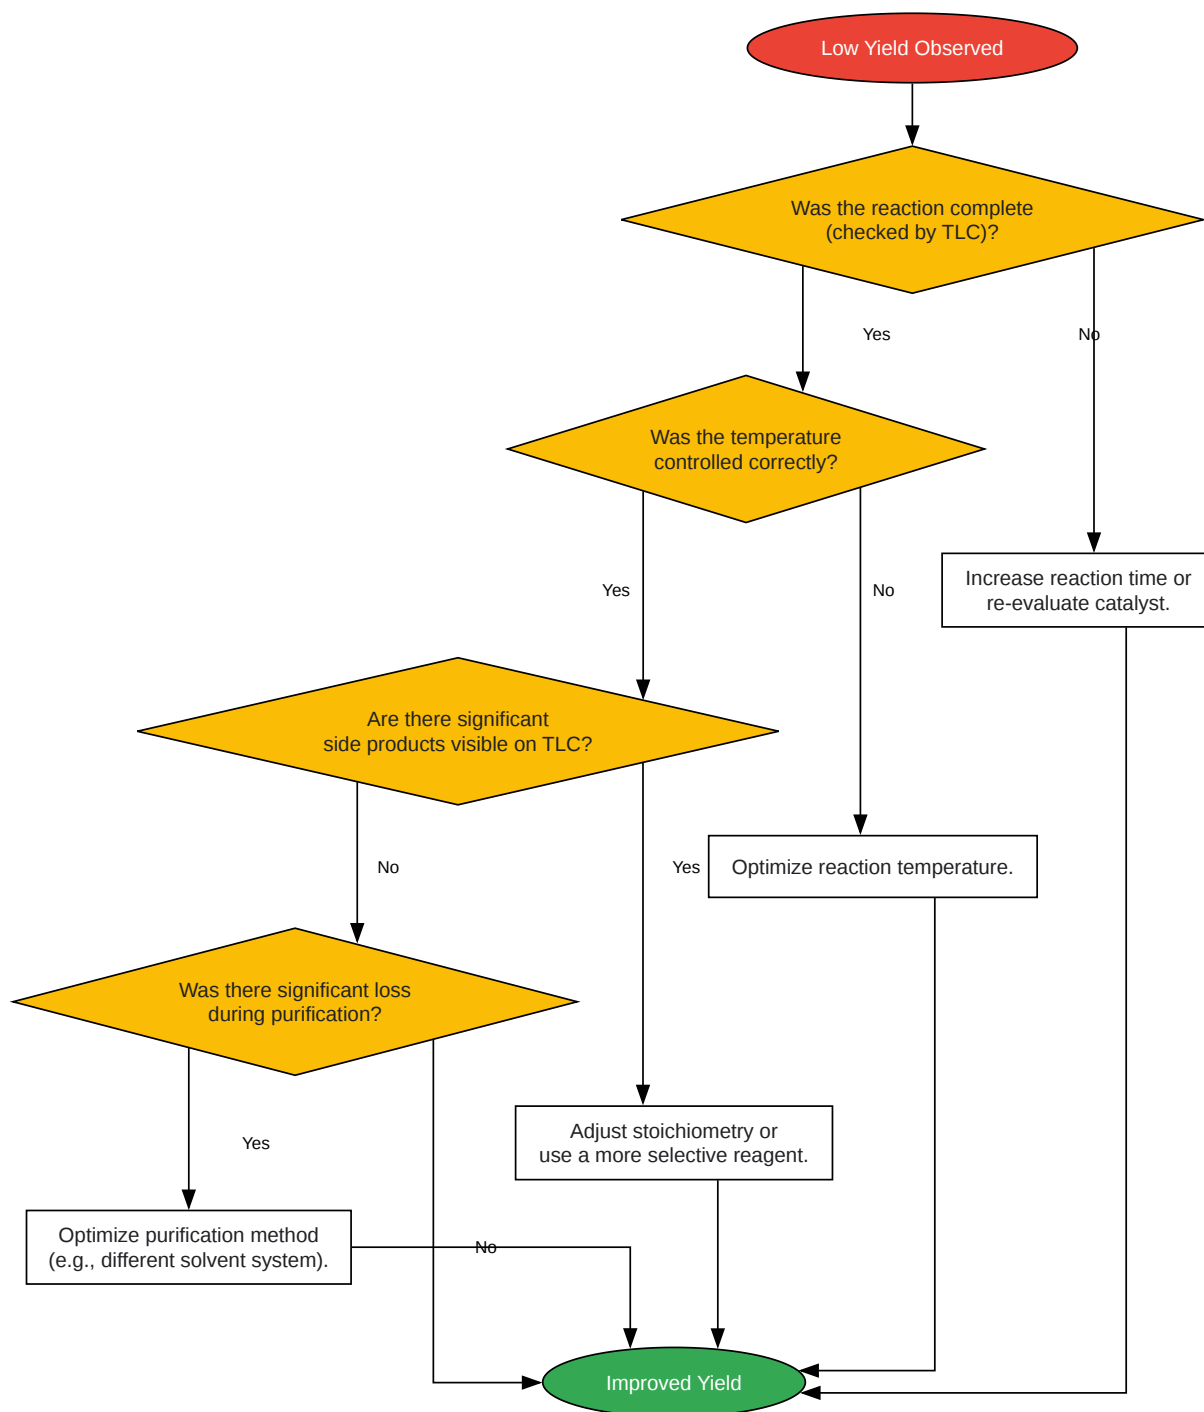 Low Yield Observed
Was the reaction complete
(checked by TLC)?
Yes
No
Was the temperature
controlled correctly?
Yes
No
Increase reaction time or
re-evaluate catalyst.
Are there significant
side products visible on TLC?
No
Yes
Optimize reaction temperature.
Was there significant loss
during purification?
Yes
Adjust stoichiometry or
use a more selective reagent.
Optimize purification method
(e.g., different solvent system).
No
Improved Yield